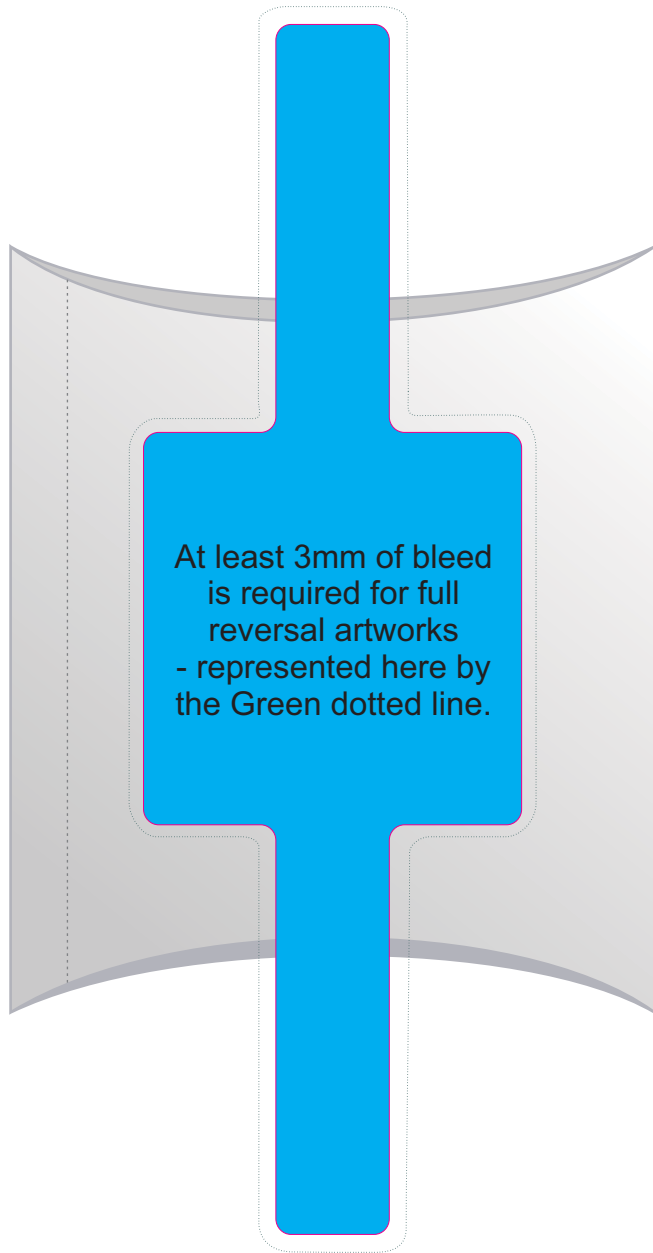 At least 3mm of bleed
is required for full
reversal artworks
- represented here by
the Green dotted line.